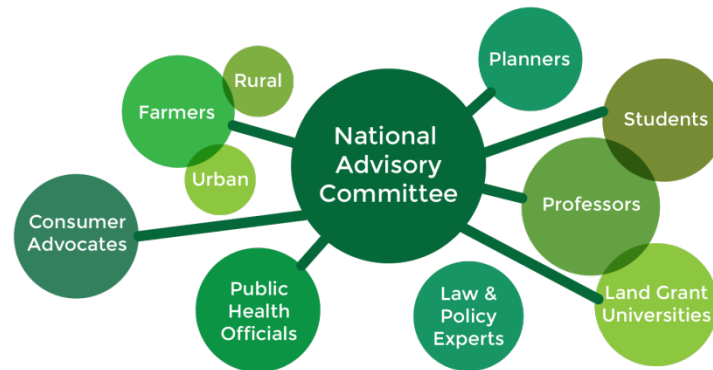 Planners
Rural
Farmers
Students
National
Advisory
Committee
Urban
Professors
Consumer
Advocates
Public
Health
Officials
Law &
Policy
Experts
Land Grant
Universities